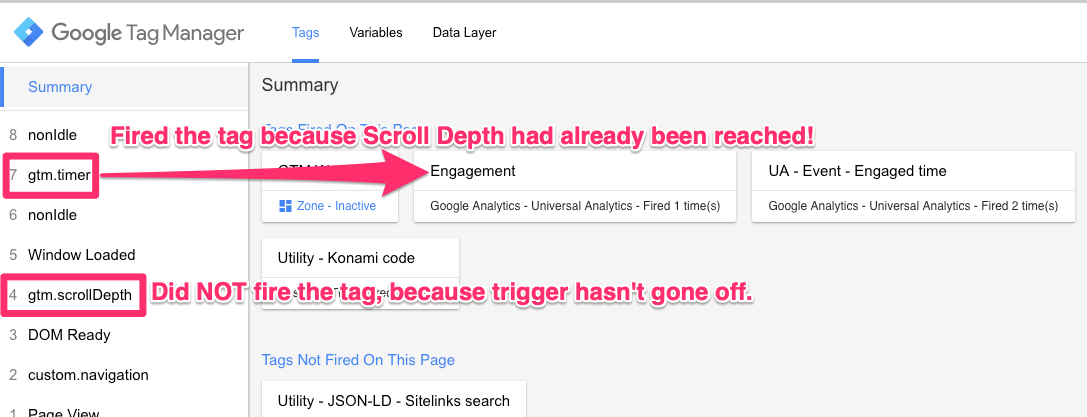 Google Tag Manager
Tags Variables Data Layer
Summary
8 nonIdle
7 gtm.timer
6 nonIdle
5 Window Loaded
4 gtm.scrollDepth
3 DOM Ready
2 custom.navigation
1 Page View
Summary
Tags Fired On This Page
Fired the tag because Scroll Depth had already been reached!
Engagement
UA - Event - Engaged time
Zone - Inactive
Google Analytics - Universal Analytics - Fired 1 time(s)
Google Analytics - Universal Analytics - Fired 2 time(s)
Utility - Konami code
Did NOT fire the tag, because trigger hasn't gone off.
Tags Not Fired On This Page
Utility - JSON-LD - Sitelinks search